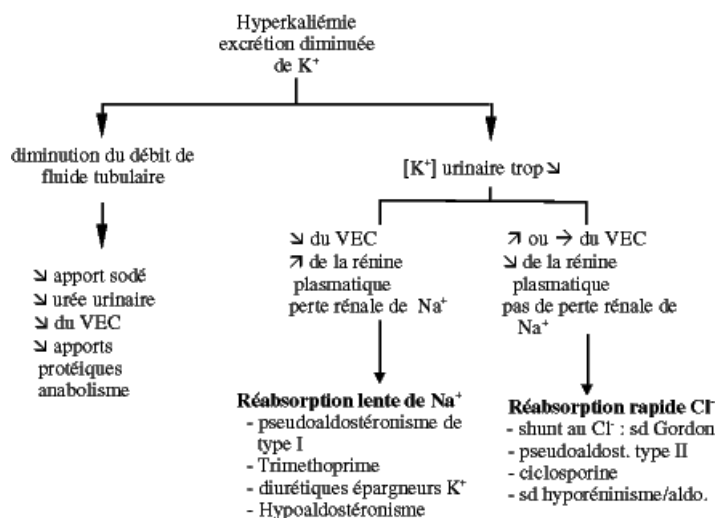 Hyperkaliémie
excrétion diminuée
de K⁺
diminution du débit de
fluide tubulaire
[K⁺] urinaire trop ↘
↘ apport sodé
↘ urée urinaire
↘ du VEC
↘ apports
protéiques
anabolisme
↘ du VEC
↗ de la rénine
plasmatique
perte rénale de Na⁺
↗ ou → du VEC
↘ de la rénine
plasmatique
pas de perte rénale de
Na⁺
Réabsorption lente de Na⁺
- pseudoaldostéronisme de
type I
- Trimethoprime
- diurétiques épargneurs K⁺
- Hypoaldostéronisme
Réabsorption rapide Cl⁻
- shunt au Cl⁻ : sd Gordon
- pseudoaldost. type II
- ciclosporine
- sd hyporéninisme/aldo.